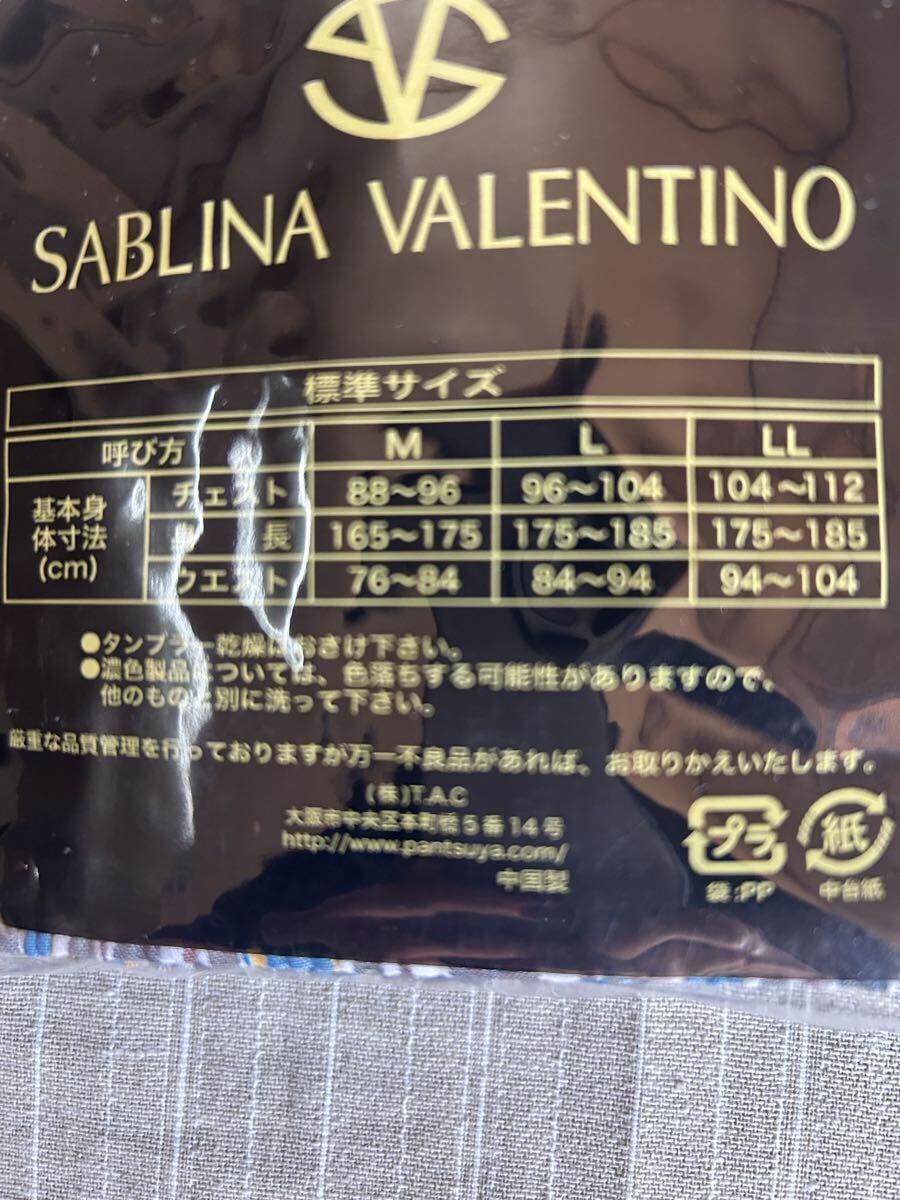 SABLINA VALENTINO
標準サイズ
呼び方 M L LL
基本身体寸法(cm)
チェスト 88〜96 96〜104 104〜112
身長 165〜175 175〜185 175〜185
ウエスト 76〜84 84〜94 94〜104
●タンブラー乾燥はおさけ下さい。
●濃色製品については、色落ちする可能性がありますので、
他のものと別に洗って下さい。
厳重な品質管理を行っておりますが万一不良品があれば、お取りかえいたします。
(株)T.A.C
大阪市中央区本町橋5番14号
http://www.pantsuya.com/
中国製
プラ
袋:PP
紙
中台紙